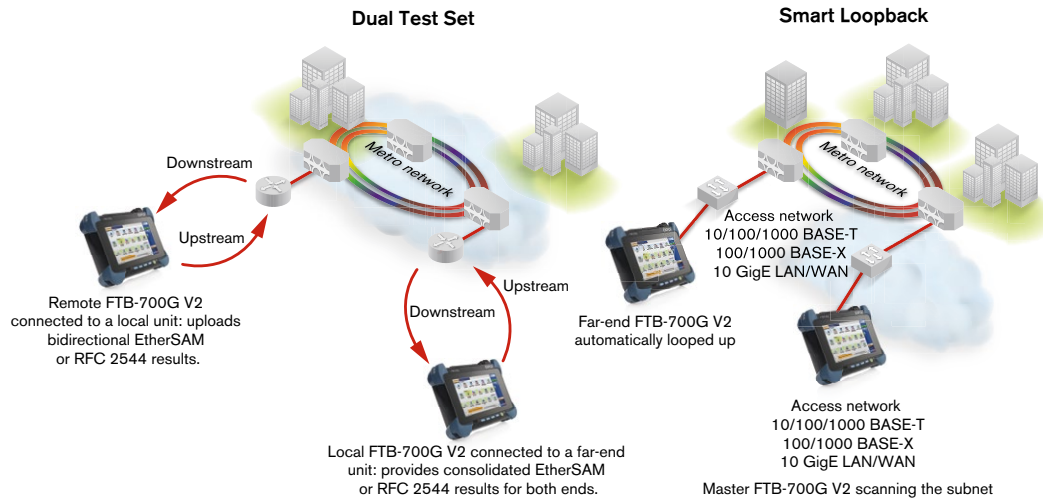 Dual Test Set
Metro network
Downstream
Upstream
Remote FTB-700G V2
connected to a local unit: uploads
bidirectional EtherSAM
or RFC 2544 results.
Upstream
Downstream
Local FTB-700G V2 connected to a far-end
unit: provides consolidated EtherSAM
or RFC 2544 results for both ends.
Smart Loopback
Metro network
Access network
10/100/1000 BASE-T
100/1000 BASE-X
10 GigE LAN/WAN
Far-end FTB-700G V2
automatically looped up
Access network
10/100/1000 BASE-T
100/1000 BASE-X
10 GigE LAN/WAN
Master FTB-700G V2 scanning the subnet